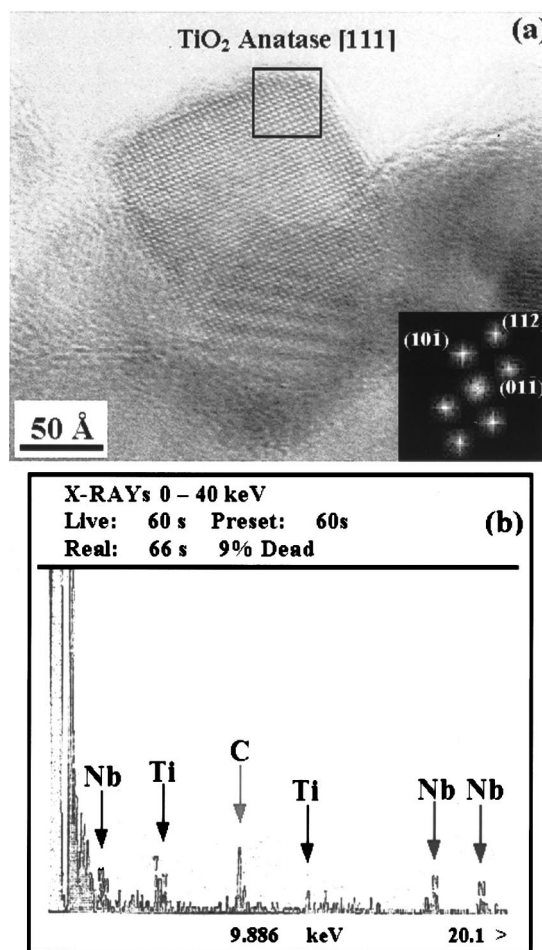 TiO₂ Anatase [111]
(a)
(112
(101̄)
(011̄)
50 Å
X-RAYs 0 – 40 keV
Live: 60 s Preset: 60s
Real: 66 s 9% Dead
(b)
Nb Ti C Ti Nb Nb
9.886 keV 20.1 >